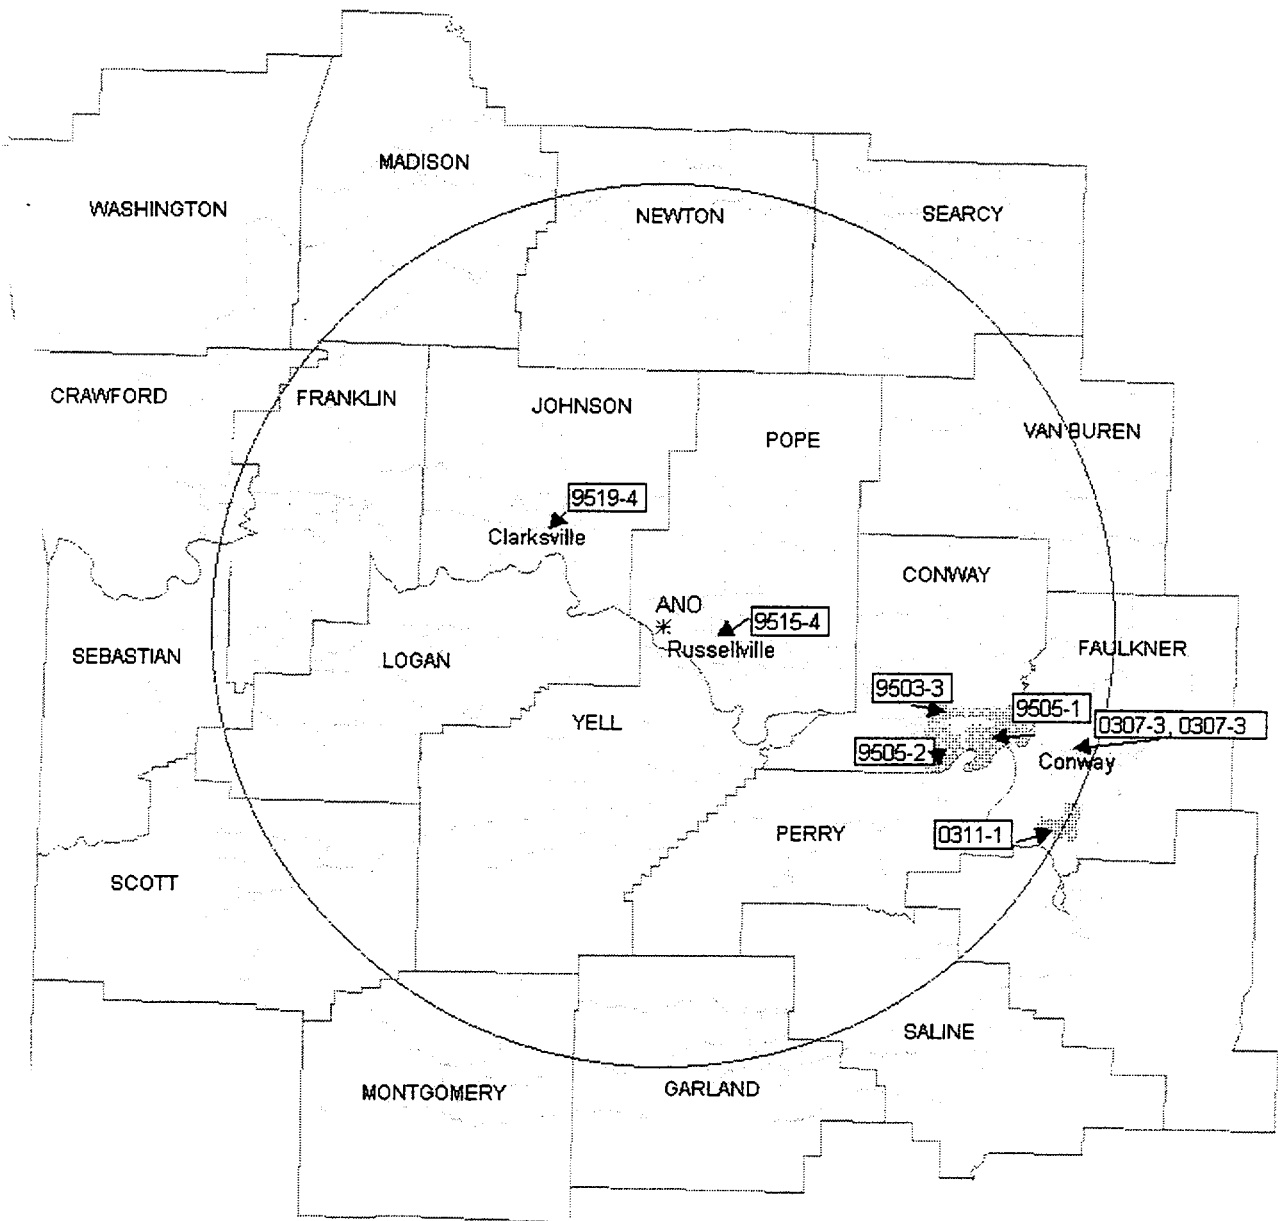 MADISON
WASHINGTON
NEWTON
SEARCY
CRAWFORD
FRANKLIN
JOHNSON
POPE
VAN BUREN
9519-4
Clarksville
CONWAY
ANO
9515-4
Russellville
SEBASTIAN
LOGAN
FAULKNER
9503-3
9505-1
YELL
0307-3, 0307-3
9505-2
Conway
PERRY
0311-1
SCOTT
SALINE
MONTGOMERY
GARLAND